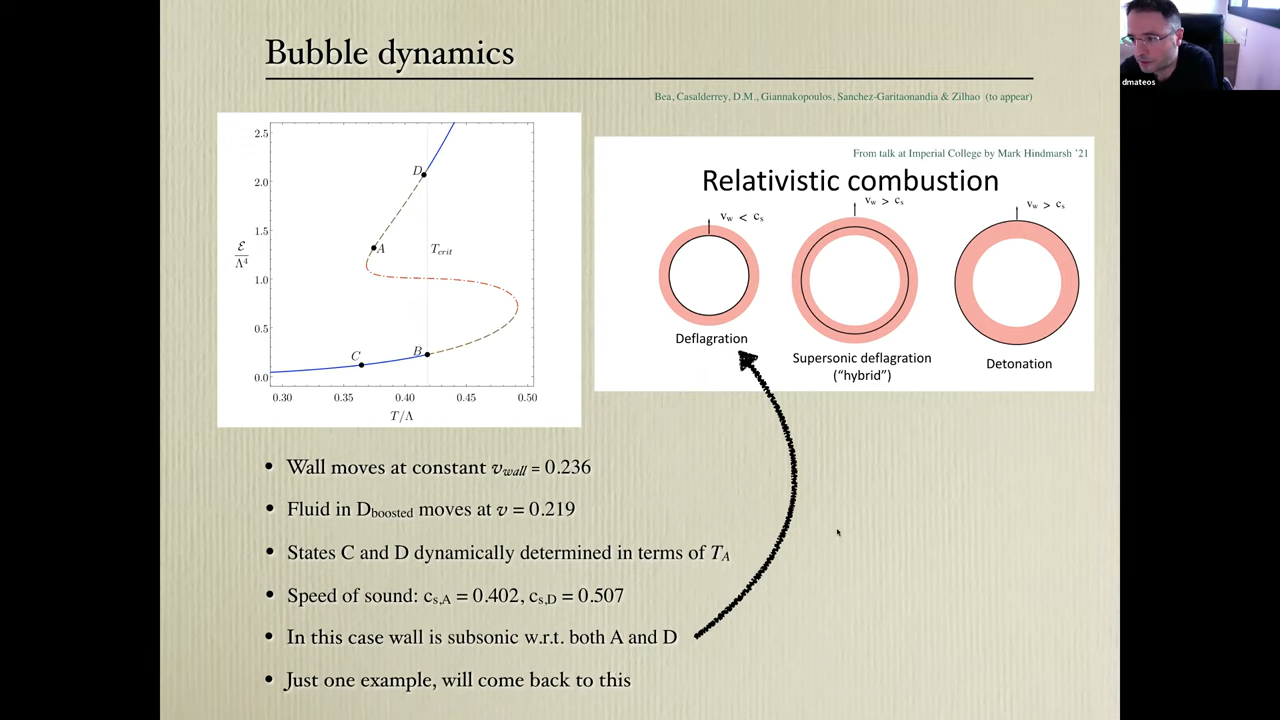 Bubble dynamics
dmateos
Bea, Casalderrey, D.M., Giannakopoulos, Sanchez-Garitaonandia & Zilhao (to appear)
2.5
2.0
1.5
1.0
0.5
0.0
ℰ
Λ⁴
D
A
T_crit
C
B
0.30 0.35 0.40 0.45 0.50
T/Λ
From talk at Imperial College by Mark Hindmarsh '21
Relativistic combustion
v_w < c_s
v_w > c_s
v_w > c_s
Deflagration
Supersonic deflagration
("hybrid")
Detonation
• Wall moves at constant v_wall = 0.236
• Fluid in D_boosted moves at v = 0.219
• States C and D dynamically determined in terms of T_A
• Speed of sound: c_s,A = 0.402, c_s,D = 0.507
• In this case wall is subsonic w.r.t. both A and D
• Just one example, will come back to this